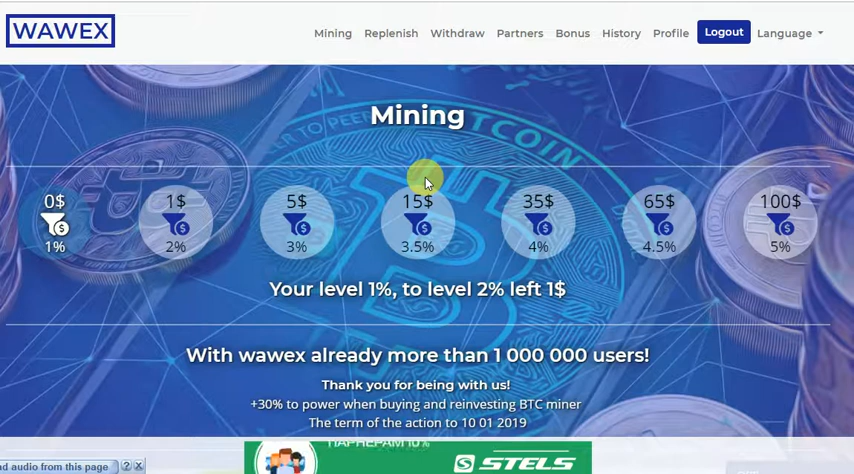 WAWEX
Mining Replenish Withdraw Partners Bonus History Profile Logout Language
Mining
0$ 1$ 5$ 15$ 35$ 65$ 100$
1% 2% 3% 3.5% 4% 4.5% 5%
Your level 1%, to level 2% left 1$
With wawex already more than 1 000 000 users!
Thank you for being with us!
+30% to power when buying and reinvesting BTC miner
The term of the action to 10 01 2019
ПАРНЕРАМ 10%
STELS
d audio from this page